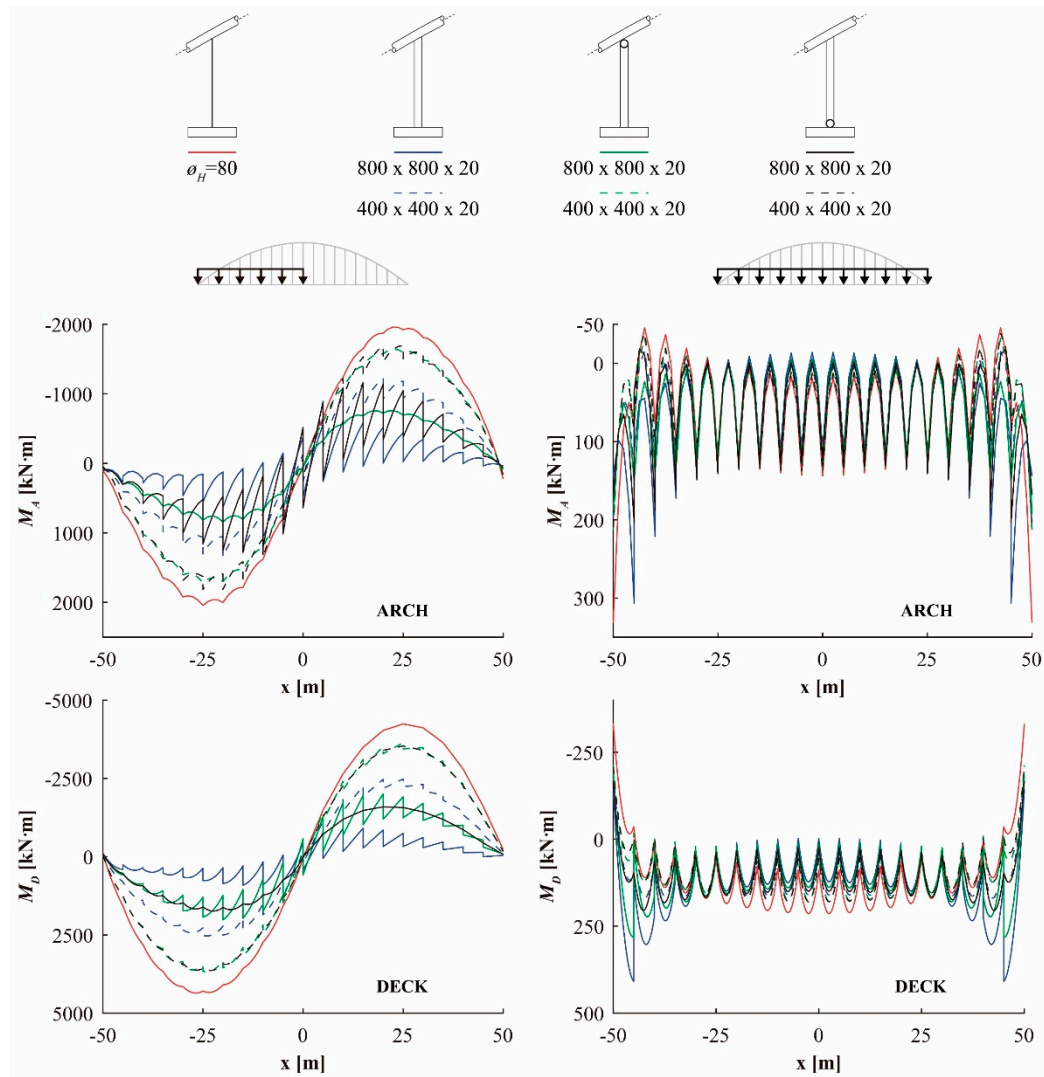 ø_H=80
800 x 800 x 20
800 x 800 x 20
800 x 800 x 20
400 x 400 x 20
400 x 400 x 20
400 x 400 x 20
-2000
-1000
0
1000
2000
M_A [kN·m]
ARCH
-50
-25
0
25
50
x [m]
-50
0
100
200
300
M_A [kN·m]
ARCH
-50
-25
0
25
50
x [m]
-5000
-2500
0
2500
5000
M_D [kN·m]
DECK
-50
-25
0
25
50
x [m]
-250
0
250
500
M_D [kN·m]
DECK
-50
-25
0
25
50
x [m]